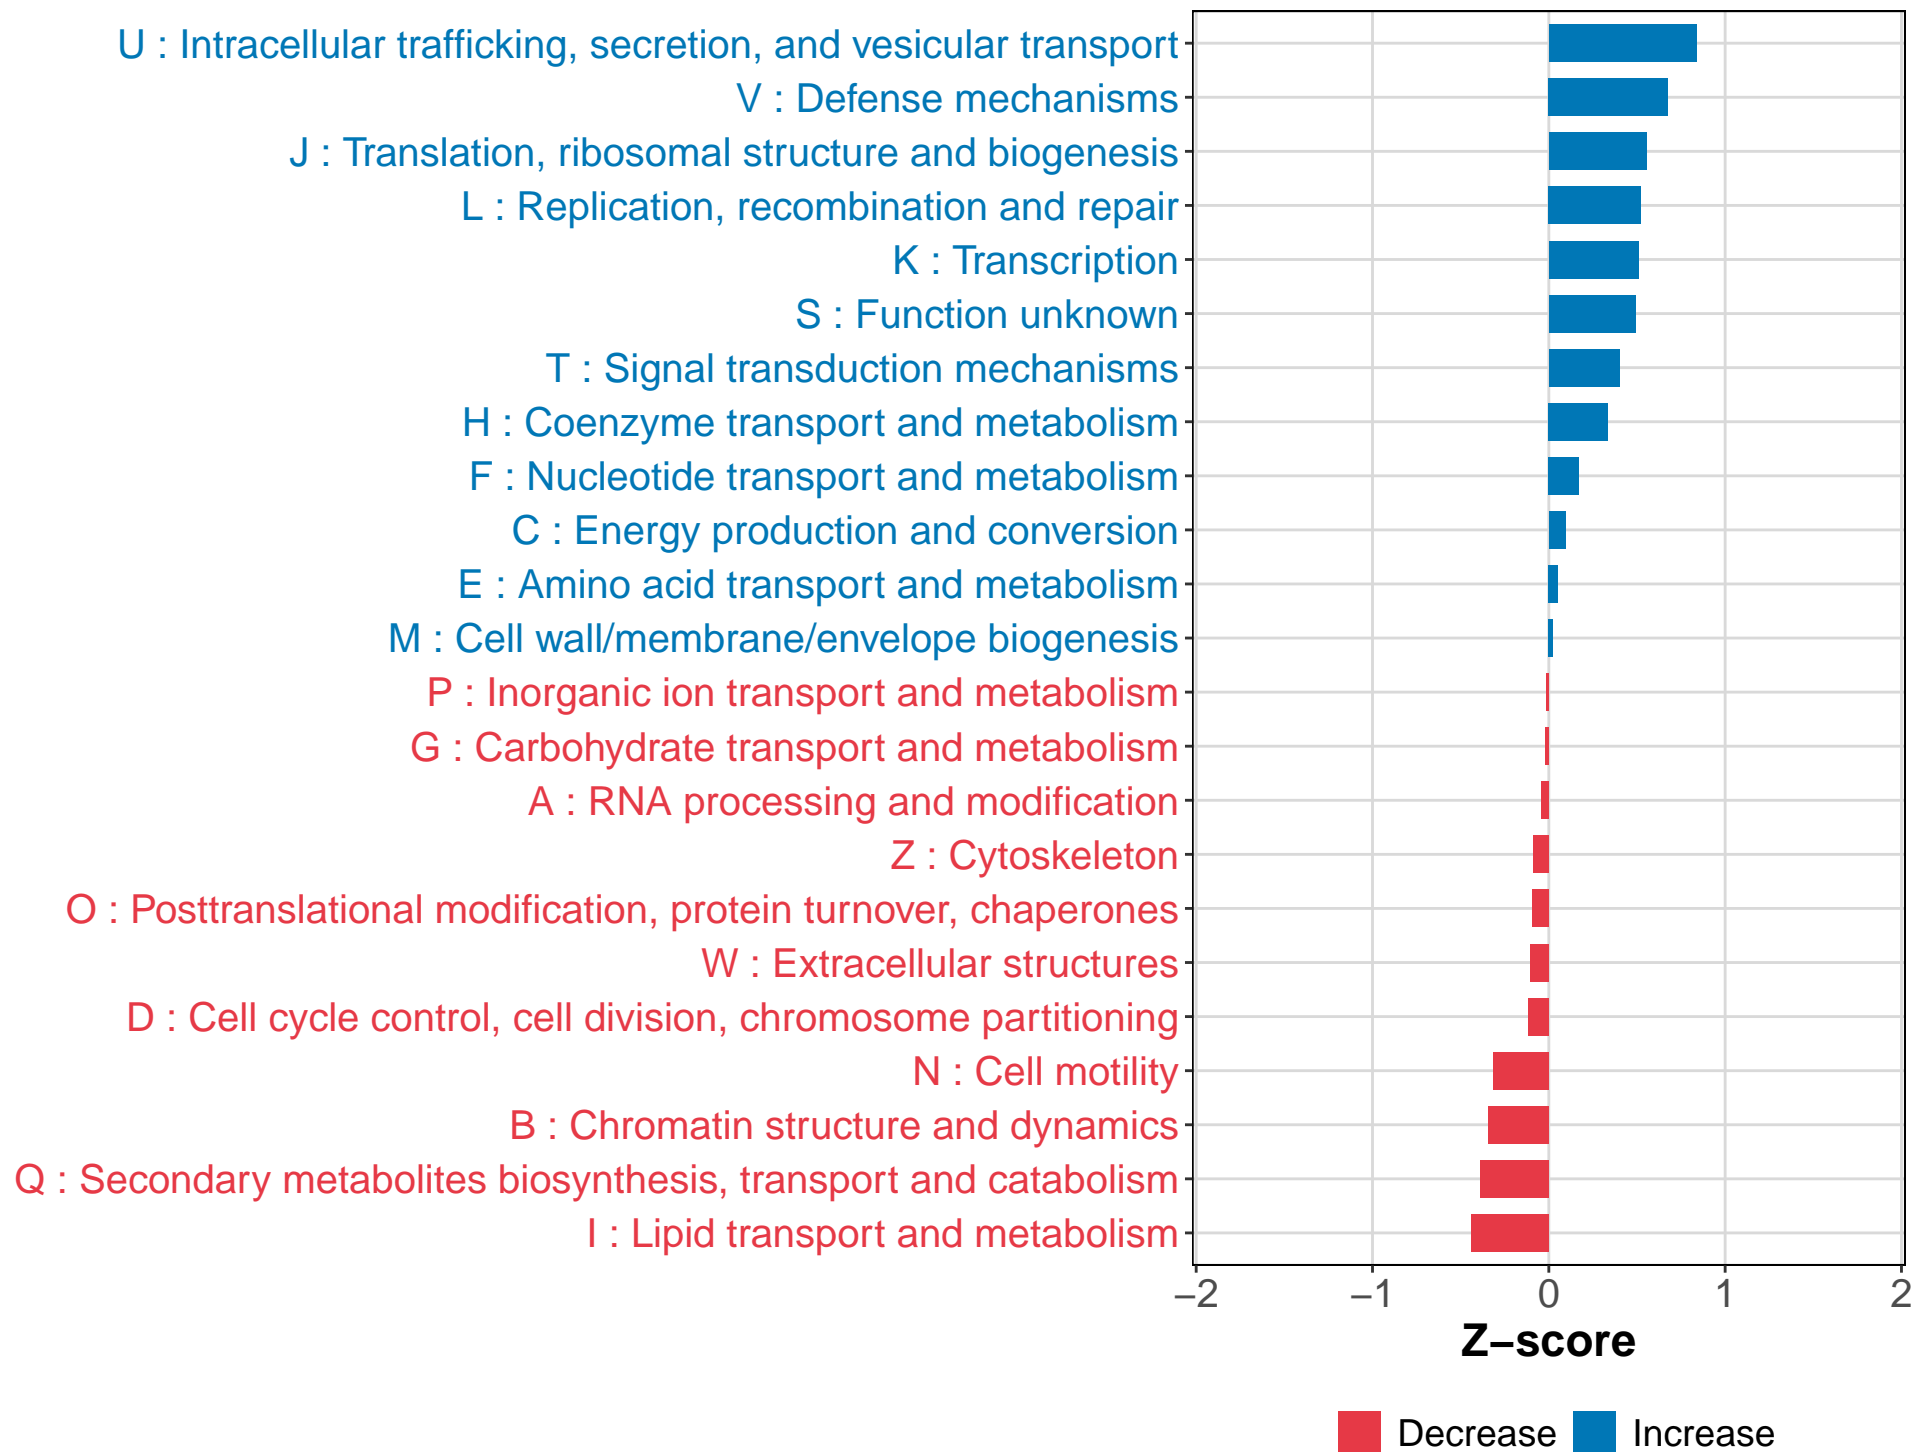 U : Intracellular trafficking, secretion, and vesicular transport
V : Defense mechanisms
J : Translation, ribosomal structure and biogenesis
L : Replication, recombination and repair
K : Transcription
S : Function unknown
T : Signal transduction mechanisms
H : Coenzyme transport and metabolism
F : Nucleotide transport and metabolism
C : Energy production and conversion
E : Amino acid transport and metabolism
M : Cell wall/membrane/envelope biogenesis
P : Inorganic ion transport and metabolism
G : Carbohydrate transport and metabolism
A : RNA processing and modification
Z : Cytoskeleton
O : Posttranslational modification, protein turnover, chaperones
W : Extracellular structures
D : Cell cycle control, cell division, chromosome partitioning
N : Cell motility
B : Chromatin structure and dynamics
Q : Secondary metabolites biosynthesis, transport and catabolism
I : Lipid transport and metabolism
−2 −1 0 1 2
Z−score
Decrease Increase